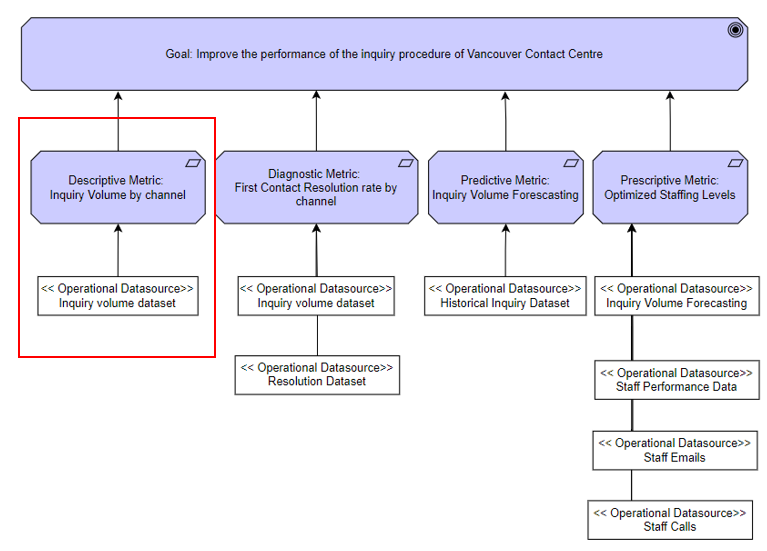 Goal: Improve the performance of the inquiry procedure of Vancouver Contact Centre
Descriptive Metric:
Inquiry Volume by channel
<< Operational Datasource>>
Inquiry volume dataset
Diagnostic Metric:
First Contact Resolution rate by
channel
<< Operational Datasource>>
Inquiry volume dataset
<< Operational Datasource>>
Resolution Dataset
Predictive Metric:
Inquiry Volume Forescasting
<< Operational Datasource>>
Historical Inquiry Dataset
Prescriptive Metric:
Optimized Staffing Levels
<< Operational Datasource>>
Inquiry Volume Forecasting
<< Operational Datasource>>
Staff Performance Data
<< Operational Datasource>>
Staff Emails
<< Operational Datasource>>
Staff Calls